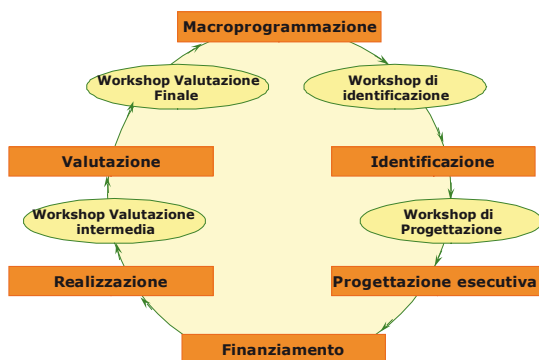 Macroprogrammazione
Workshop Valutazione
Finale
Workshop di
identificazione
Valutazione
Identificazione
Workshop Valutazione
intermedia
Workshop di
Progettazione
Realizzazione
Progettazione esecutiva
Finanziamento